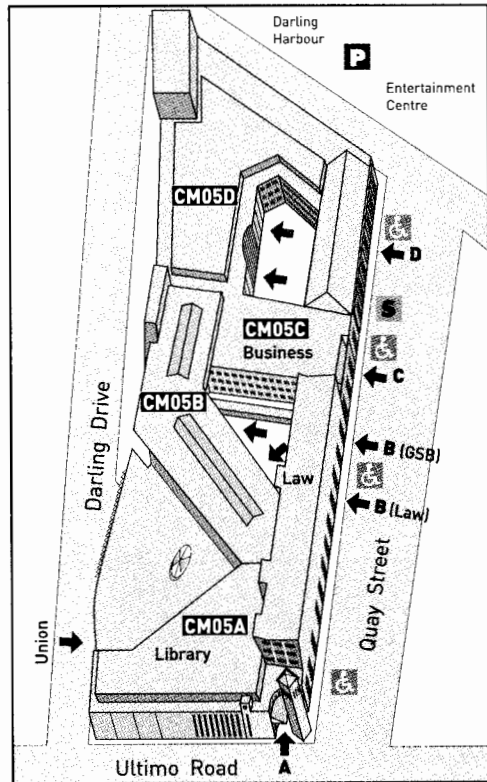 Darling
Harbour
P
Entertainment
Centre
CM05D
D
S
CM05C
Business
C
CM05B
B (GSB)
Law
B (Law)
Darling Drive
Quay Street
CM05A
Library
Union
Ultimo Road
A